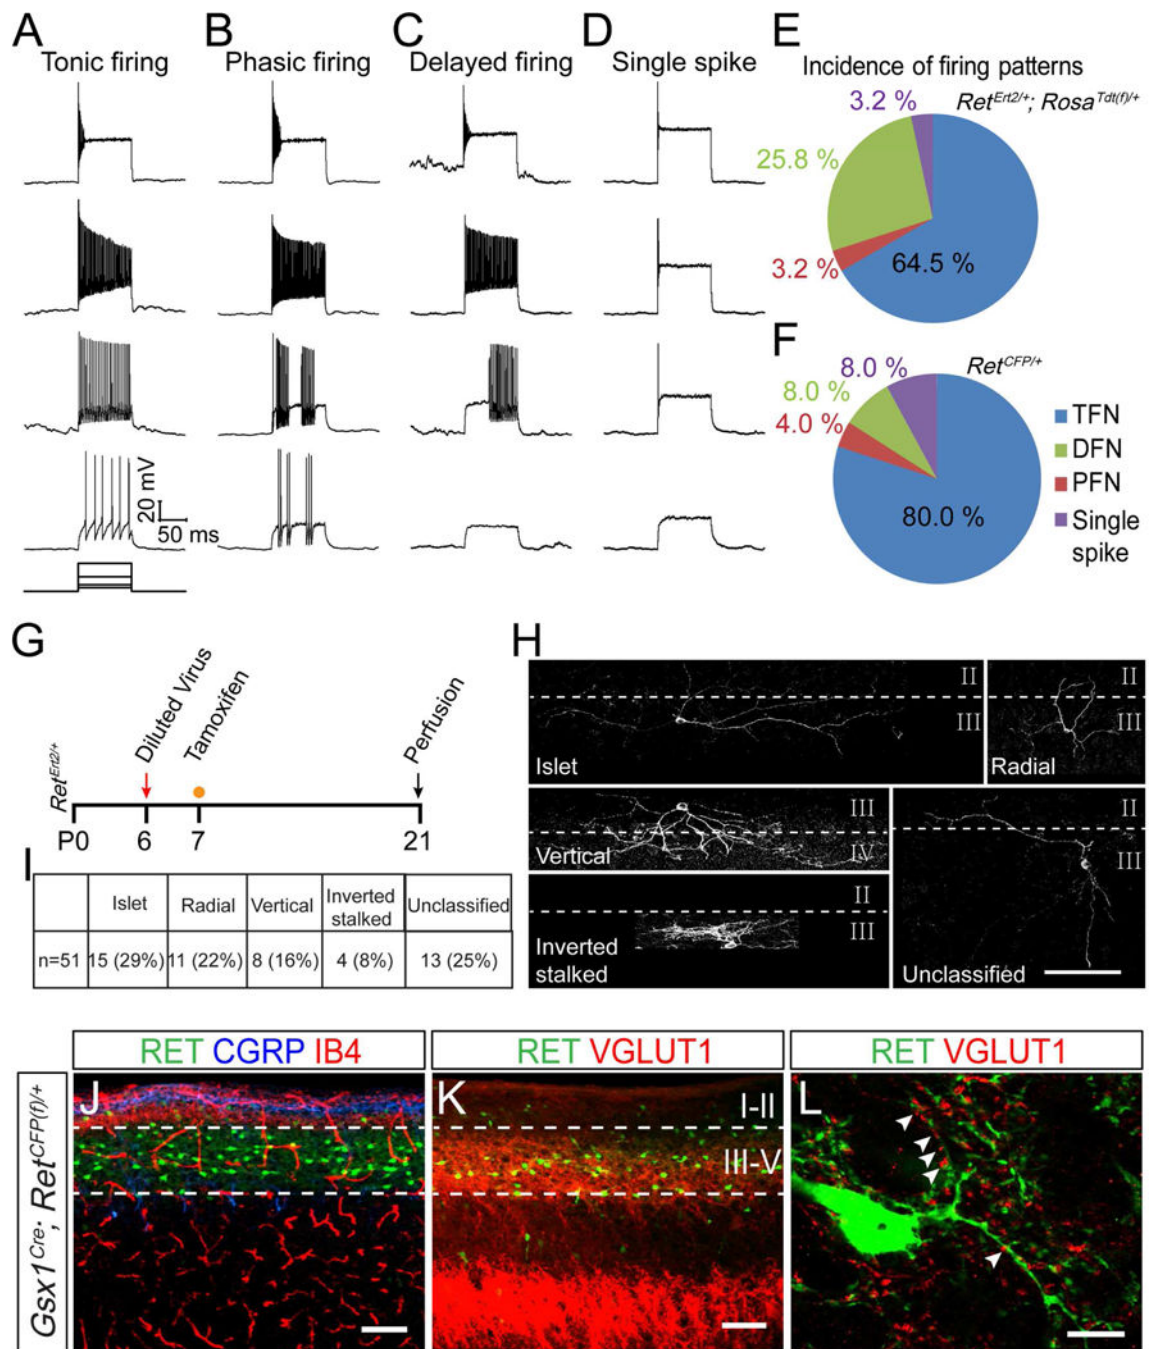 A
B
C
D
E
Tonic firing
Phasic firing
Delayed firing
Single spike
Incidence of firing patterns
Ret^Ert2/+; Rosa^Tdt(f)/+
3.2 %
25.8 %
3.2 %
64.5 %
20 mV
50 ms
F
Ret^CFP/+
8.0 %
8.0 %
4.0 %
80.0 %
TFN
DFN
PFN
Single
spike
G
Diluted Virus
Tamoxifen
Perfusion
Ret^Ert2/+
P0
6
7
21
H
II
III
Islet
II
III
Radial
III
IV
Vertical
II
III
Inverted
stalked
II
III
Unclassified
I
Islet Radial Vertical Inverted stalked Unclassified
n=51 15 (29%) 11 (22%) 8 (16%) 4 (8%) 13 (25%)
RET CGRP IB4
RET VGLUT1
RET VGLUT1
Gsx1^Cre; Ret^CFP(f)/+
J
K
I-II
III-V
L